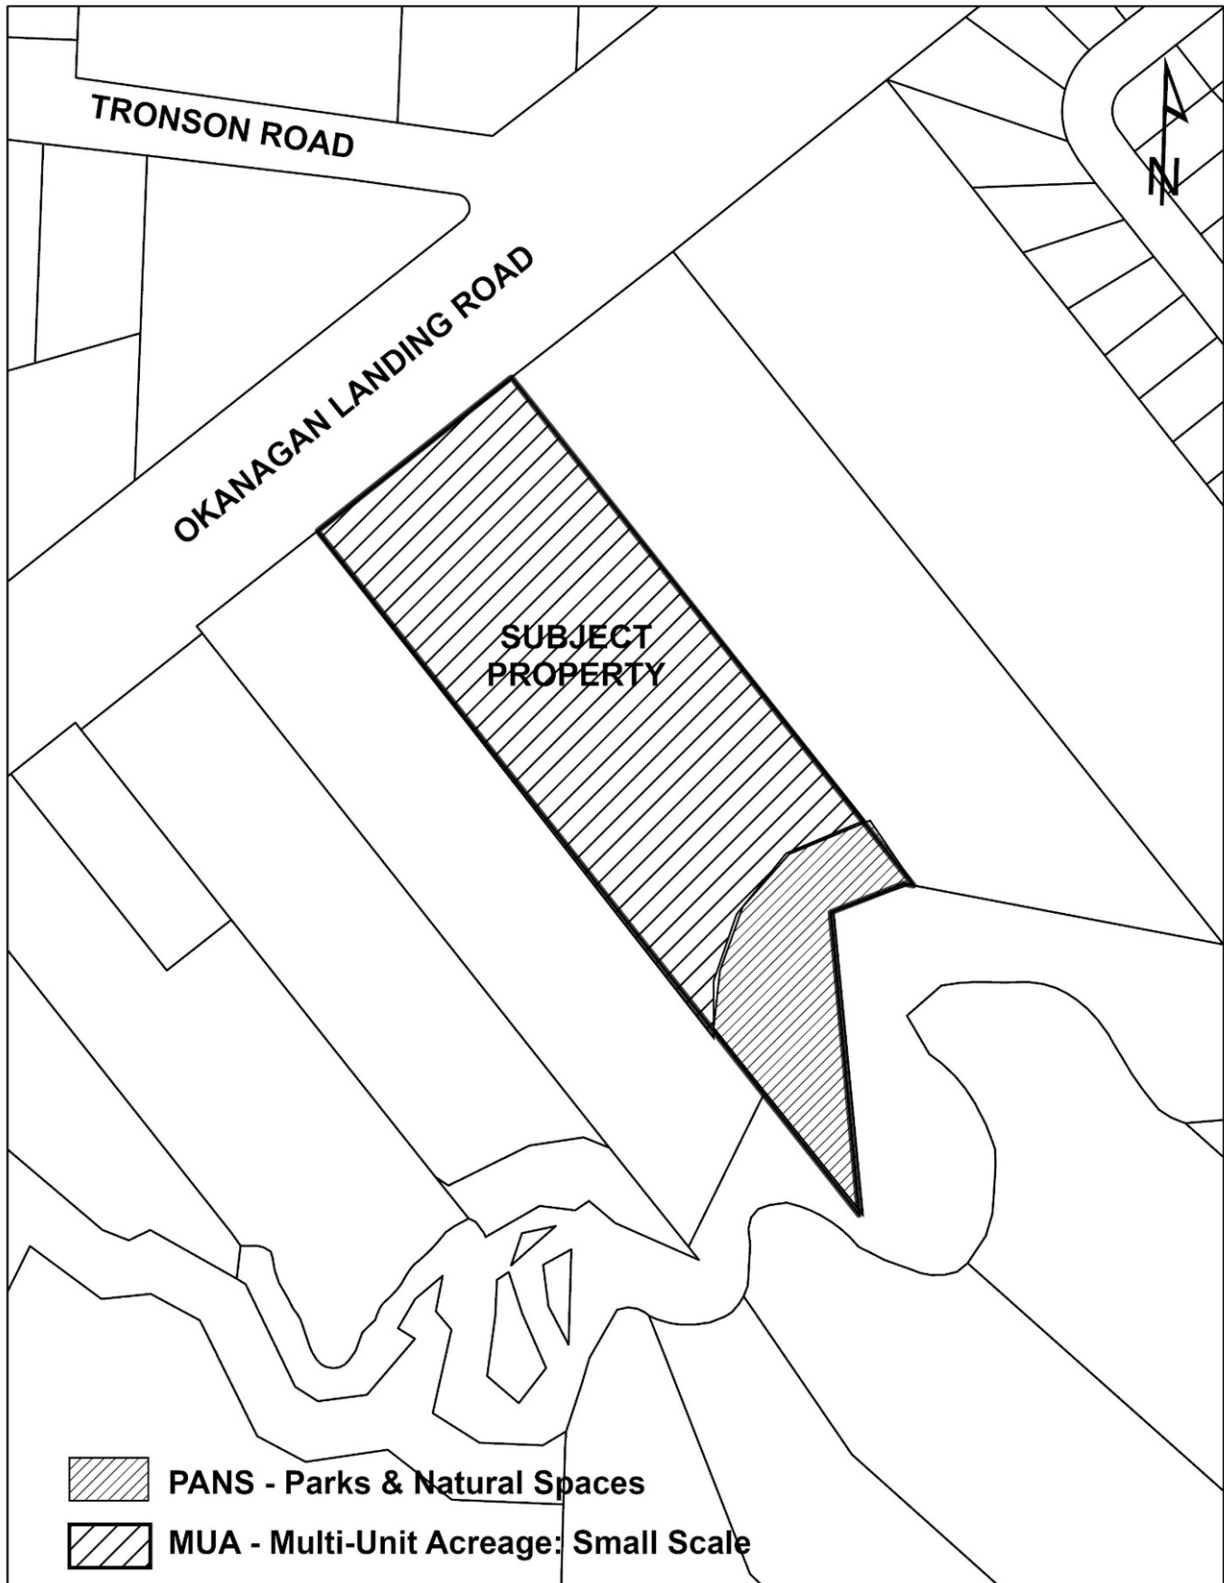 TRONSON ROAD
N
OKANAGAN LANDING ROAD
SUBJECT
PROPERTY
PANS - Parks & Natural Spaces
MUA - Multi-Unit Acreage: Small Scale